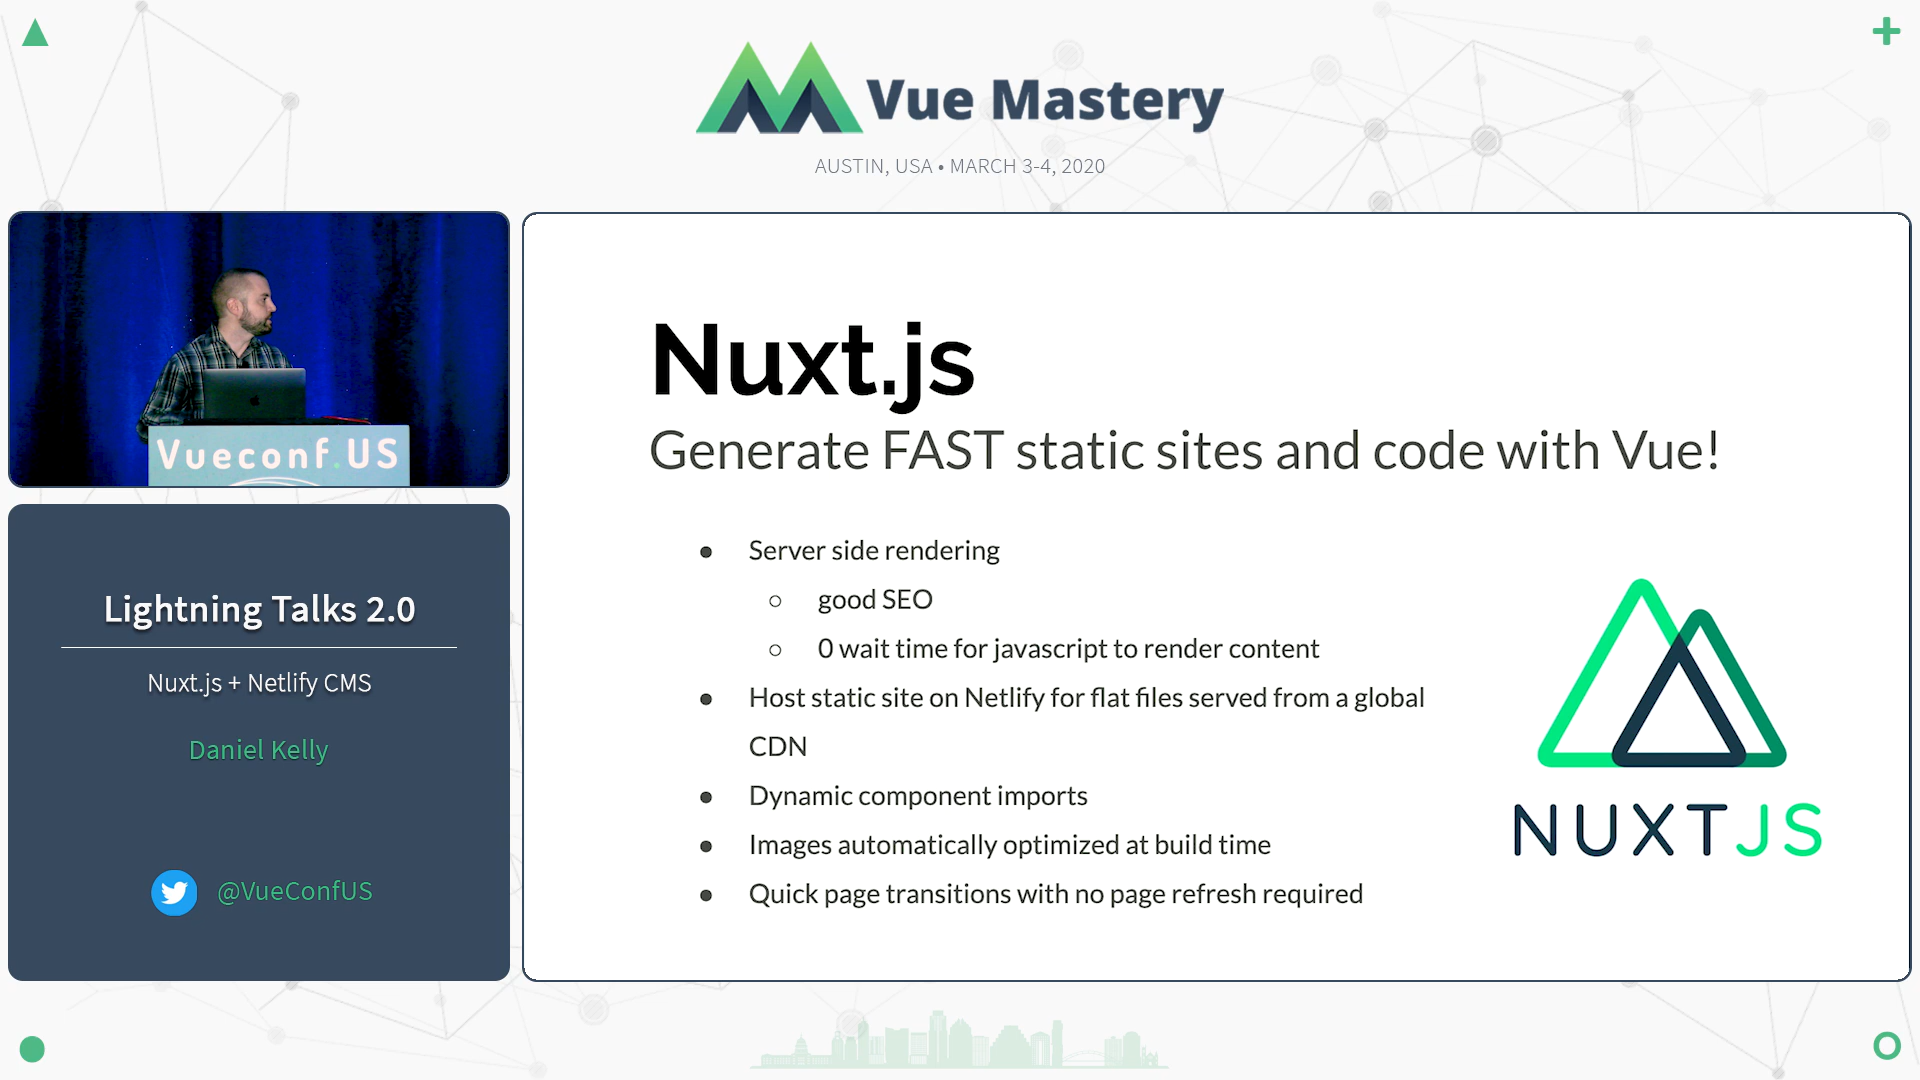 Vue Mastery
AUSTIN, USA • MARCH 3-4, 2020
Vueconf.US
Lightning Talks 2.0
Nuxt.js + Netlify CMS
Daniel Kelly
@VueConfUS
Nuxt.js
Generate FAST static sites and code with Vue!
● Server side rendering
○ good SEO
○ 0 wait time for javascript to render content
● Host static site on Netlify for flat files served from a global
CDN
● Dynamic component imports
● Images automatically optimized at build time
● Quick page transitions with no page refresh required
NUXTJS